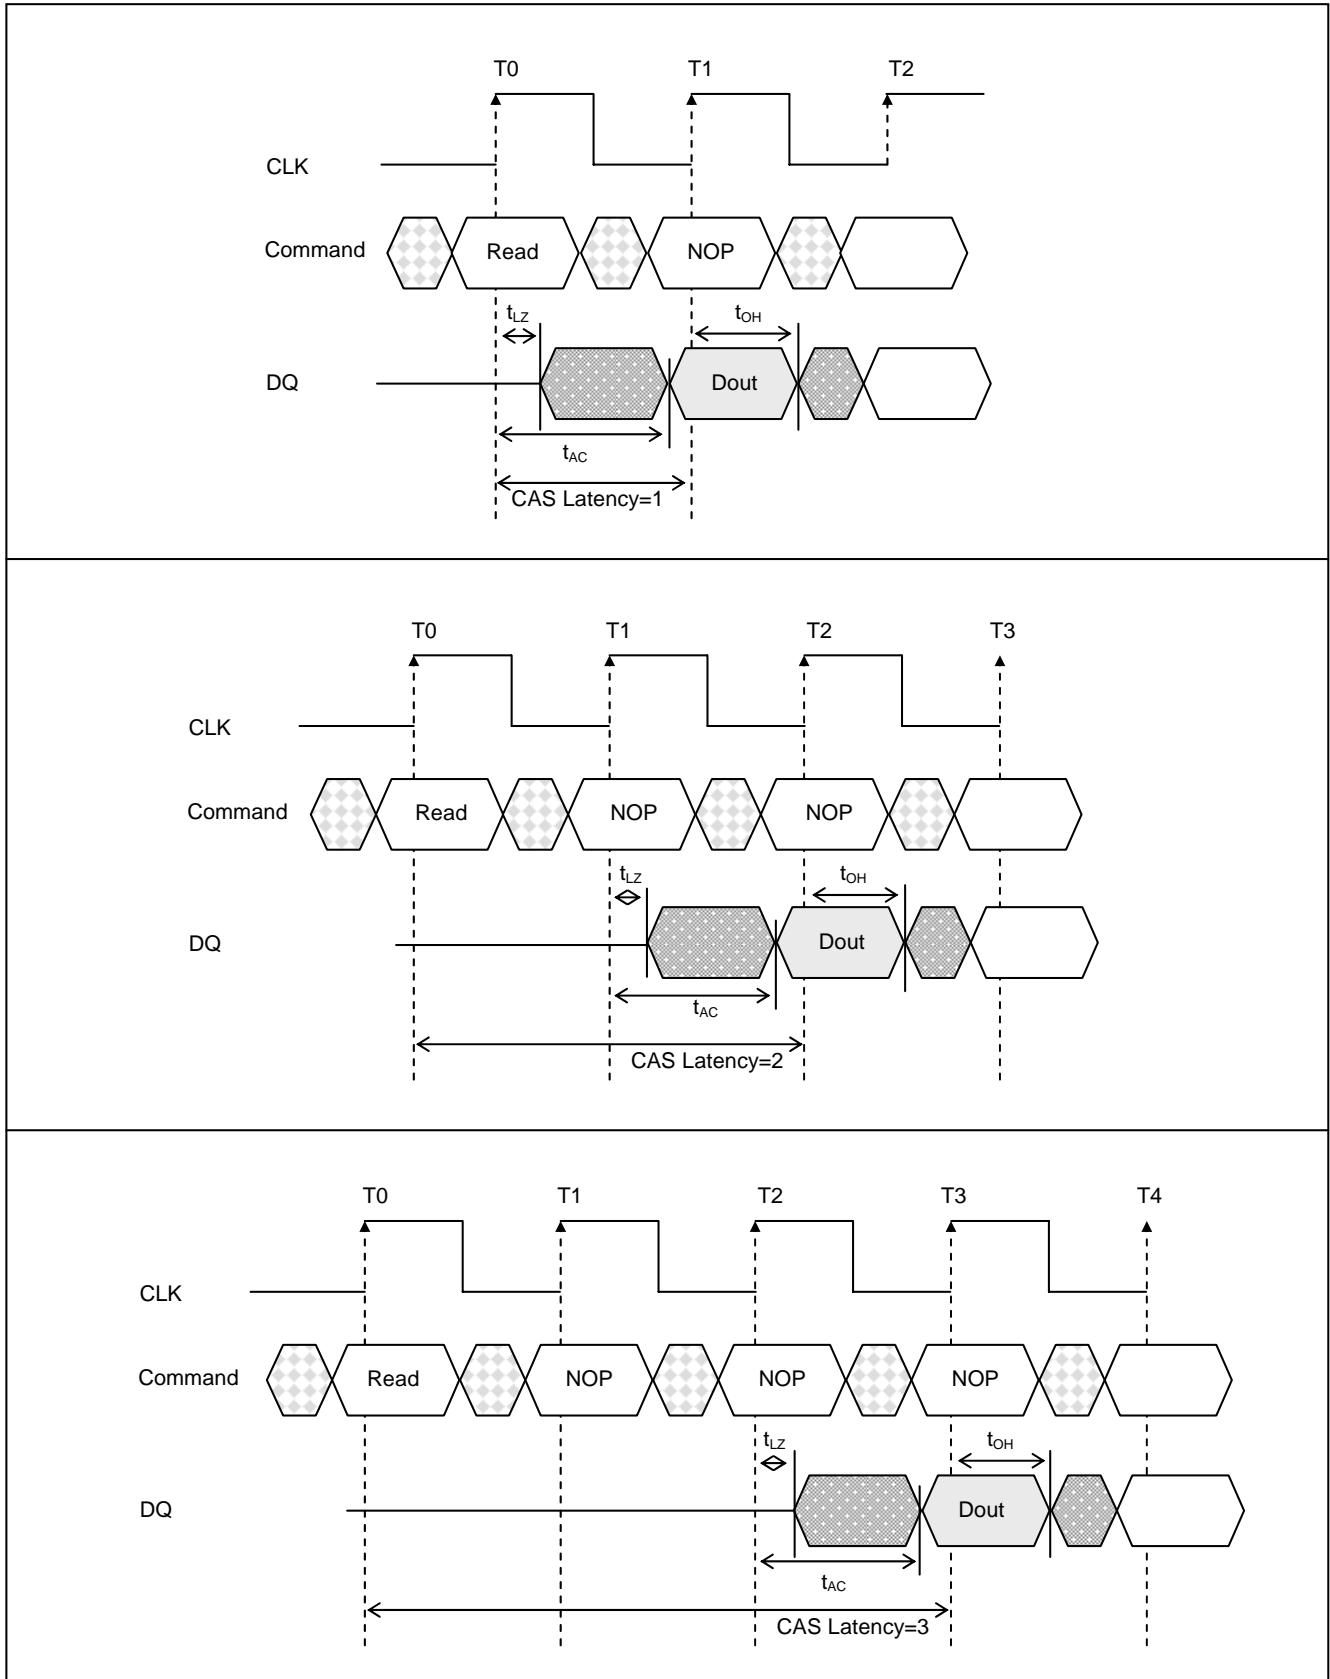 T0 T1 T2
CLK
Command Read NOP
tLZ tOH
DQ Dout
tAC
CAS Latency=1
T0 T1 T2 T3
CLK
Command Read NOP NOP
tLZ tOH
DQ Dout
tAC
CAS Latency=2
T0 T1 T2 T3 T4
CLK
Command Read NOP NOP NOP
tLZ tOH
DQ Dout
tAC
CAS Latency=3